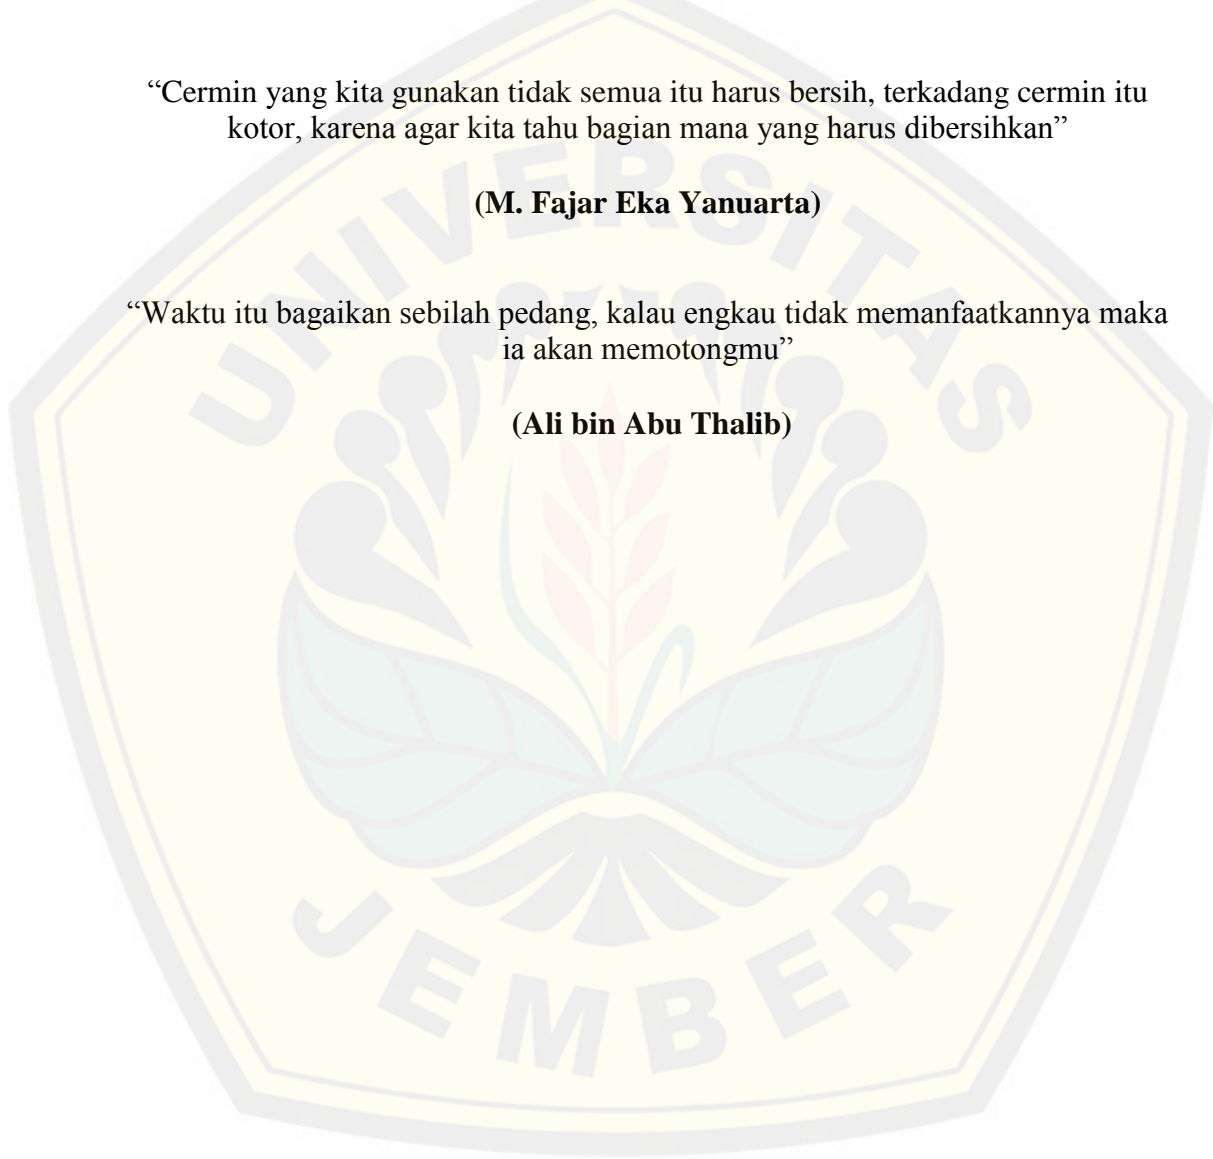 “Cermin yang kita gunakan tidak semua itu harus bersih, terkadang cermin itu
kotor, karena agar kita tahu bagian mana yang harus dibersihkan”
(M. Fajar Eka Yanuarta)
“Waktu itu bagaikan sebilah pedang, kalau engkau tidak memanfaatkannya maka
ia akan memotongmu”
(Ali bin Abu Thalib)
UNIVERSITAS
JEMBER